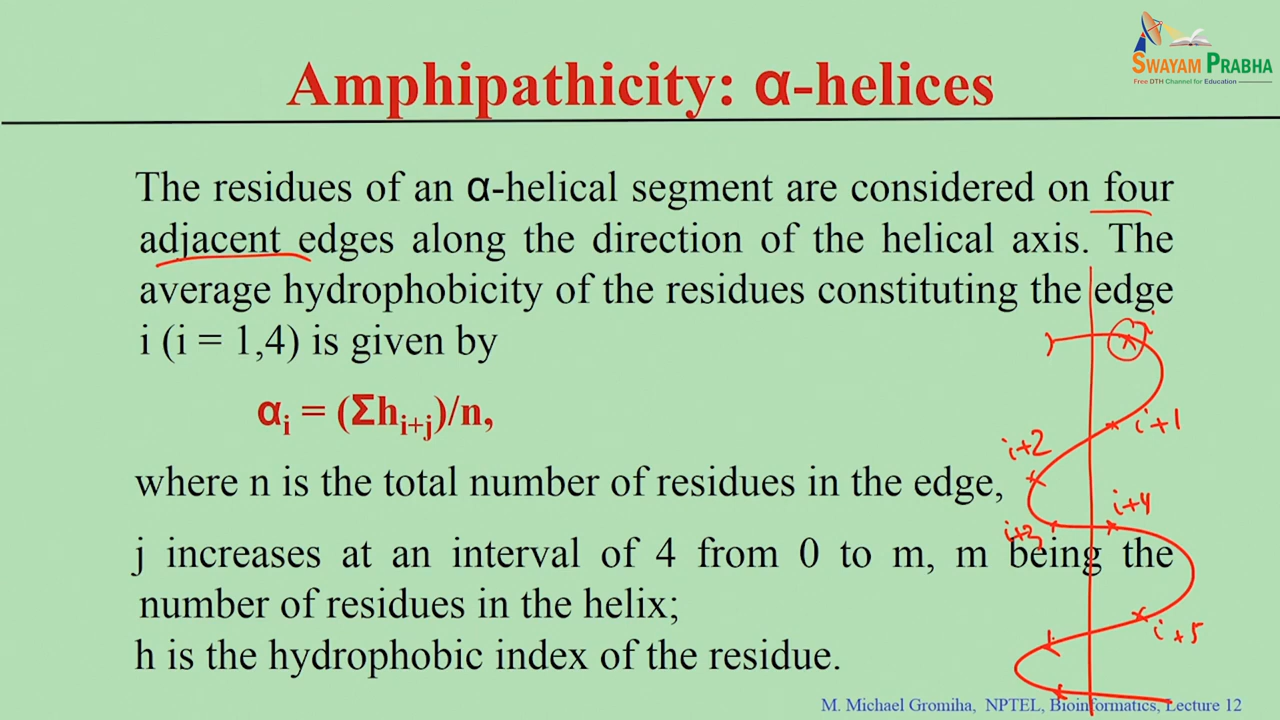 SWAYAM PRABHA
Free DTH Channel for Education
Amphipathicity: α-helices
The residues of an α-helical segment are considered on four
adjacent edges along the direction of the helical axis. The
average hydrophobicity of the residues constituting the edge
i (i = 1,4) is given by
i
αi = (Σhi+j)/n,
i+1
i+2
where n is the total number of residues in the edge,
i+4
i+3
j increases at an interval of 4 from 0 to m, m being the
number of residues in the helix;
i+5
h is the hydrophobic index of the residue.
M. Michael Gromiha, NPTEL, Bioinformatics, Lecture 12